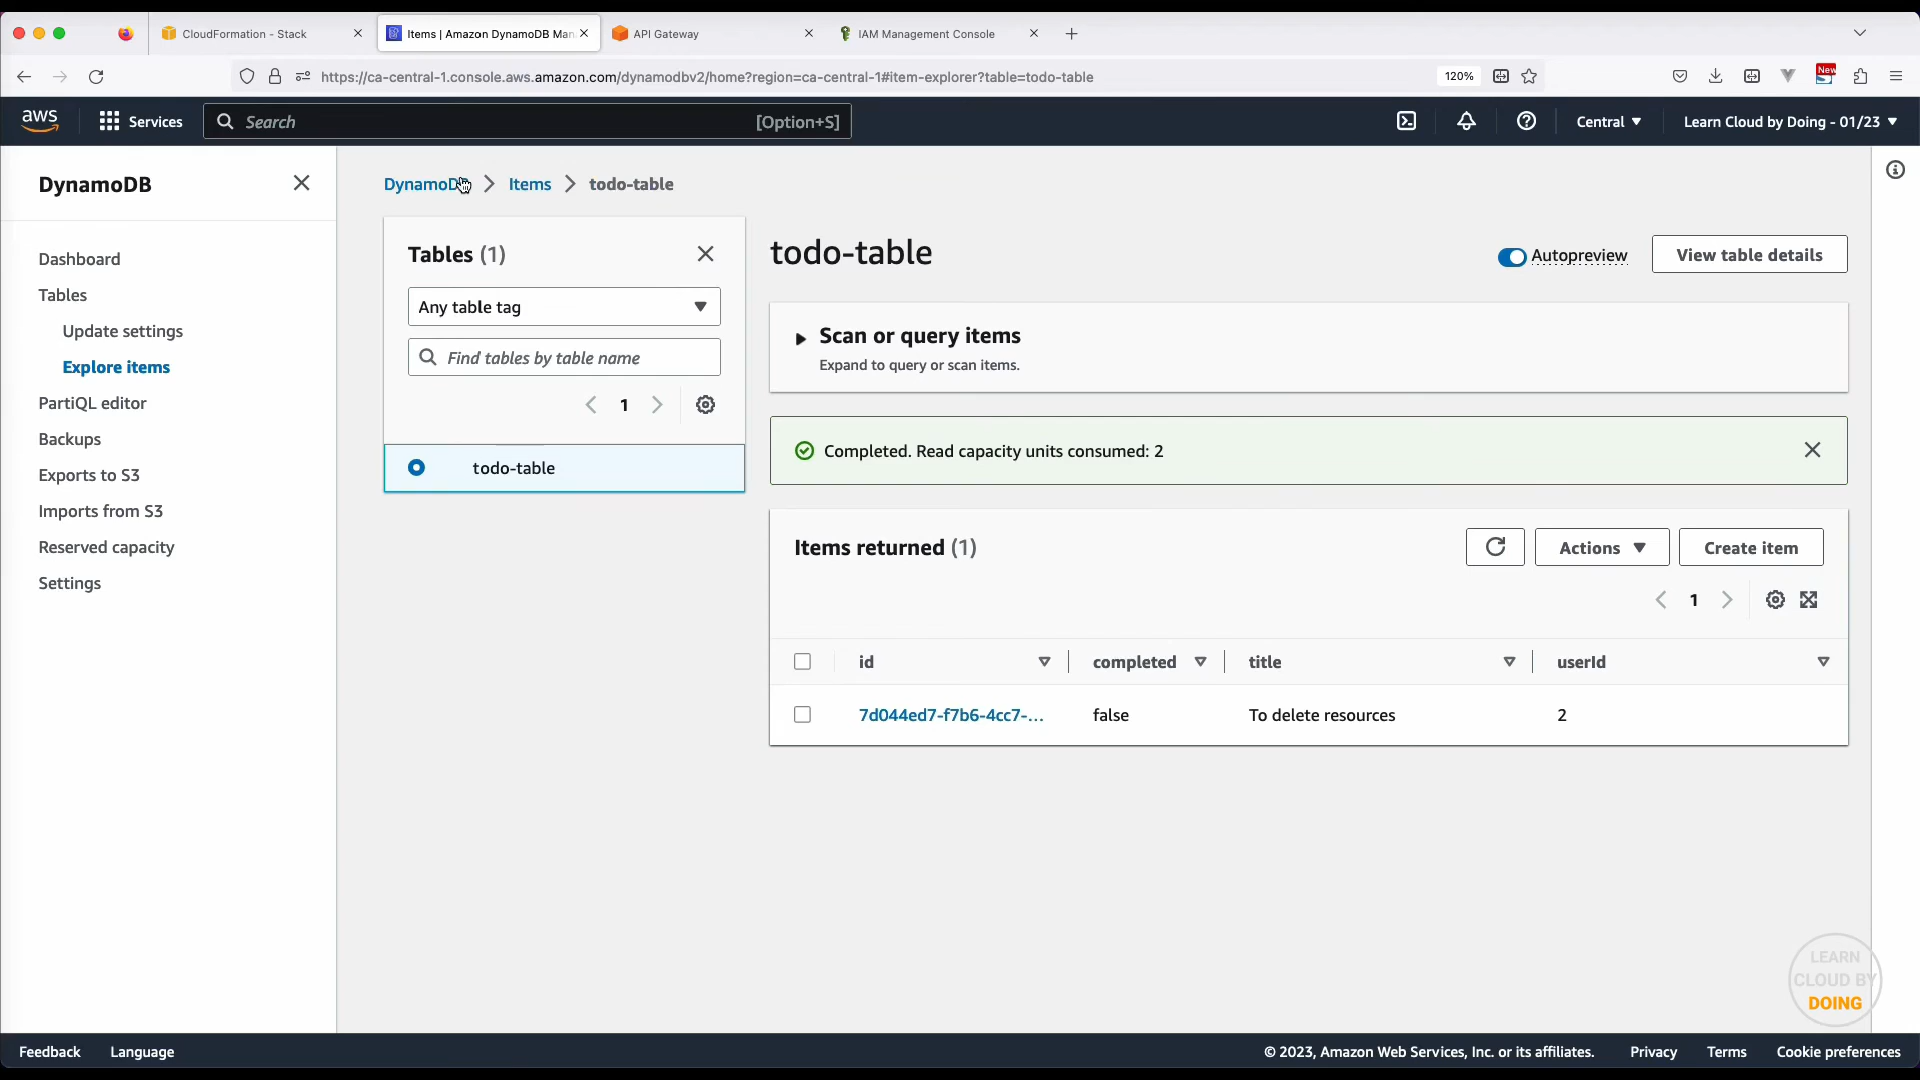 CloudFormation - Stack
Items | Amazon DynamoDB Man
API Gateway
IAM Management Console
https://ca-central-1.console.aws.amazon.com/dynamodbv2/home?region=ca-central-1#item-explorer?table=todo-table
120%
New
aws
Services
Search
[Option+S]
Central
Learn Cloud by Doing - 01/23
DynamoDB
Dashboard
Tables
Update settings
Explore items
PartiQL editor
Backups
Exports to S3
Imports from S3
Reserved capacity
Settings
DynamoDB
Items
todo-table
Tables (1)
Any table tag
Find tables by table name
1
todo-table
todo-table
Autopreview
View table details
Scan or query items
Expand to query or scan items.
Completed. Read capacity units consumed: 2
Items returned (1)
Actions
Create item
1
id
completed
title
userId
7d044ed7-f7b6-4cc7-...
false
To delete resources
2
LEARN
CLOUD BY
DOING
Feedback
Language
© 2023, Amazon Web Services, Inc. or its affiliates.
Privacy
Terms
Cookie preferences